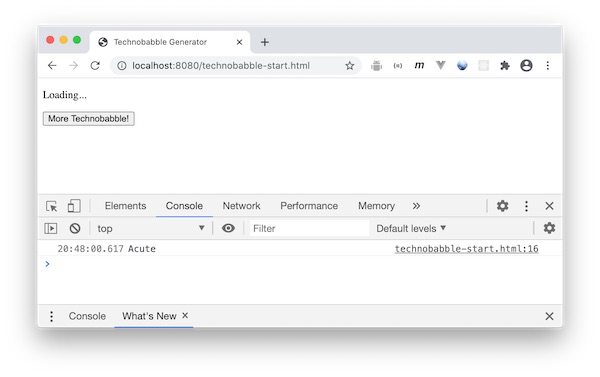 Technobabble Generator
localhost:8080/technobabble-start.html
Loading...
More Technobabble!
Elements Console Network Performance Memory »
top Filter Default levels
20:48:00.617 Acute technobabble-start.html:16
Console What's New